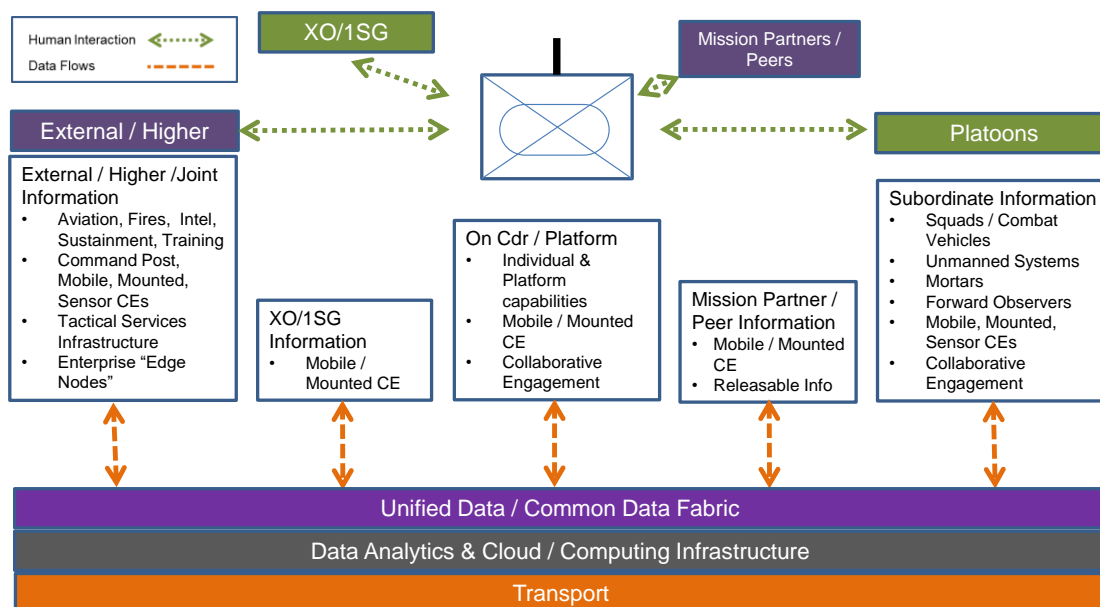 Human Interaction
Data Flows
XO/1SG
Mission Partners /
Peers
External / Higher
Platoons
External / Higher /Joint
Information
• Aviation, Fires, Intel,
Sustainment, Training
• Command Post,
Mobile, Mounted,
Sensor CEs
• Tactical Services
Infrastructure
• Enterprise “Edge
Nodes”
XO/1SG
Information
• Mobile /
Mounted CE
On Cdr / Platform
• Individual &
Platform
capabilities
• Mobile / Mounted
CE
• Collaborative
Engagement
Mission Partner /
Peer Information
• Mobile / Mounted
CE
• Releasable Info
Subordinate Information
• Squads / Combat
Vehicles
• Unmanned Systems
• Mortars
• Forward Observers
• Mobile, Mounted,
Sensor CEs
• Collaborative
Engagement
Unified Data / Common Data Fabric
Data Analytics & Cloud / Computing Infrastructure
Transport